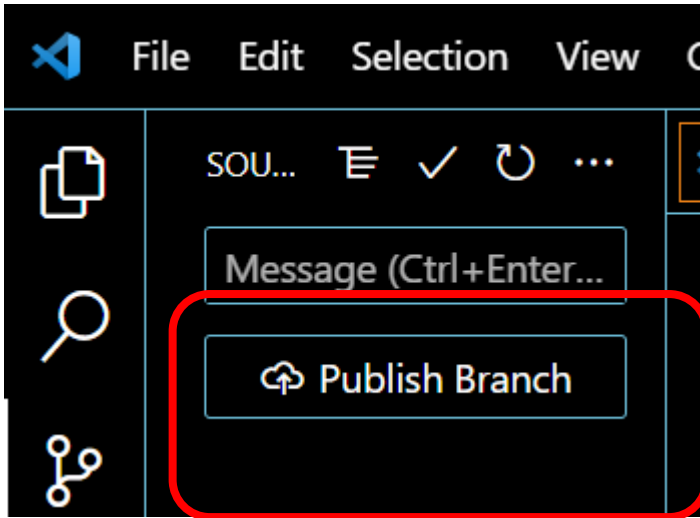 File Edit Selection View
SOU...
Message (Ctrl+Enter...
Publish Branch